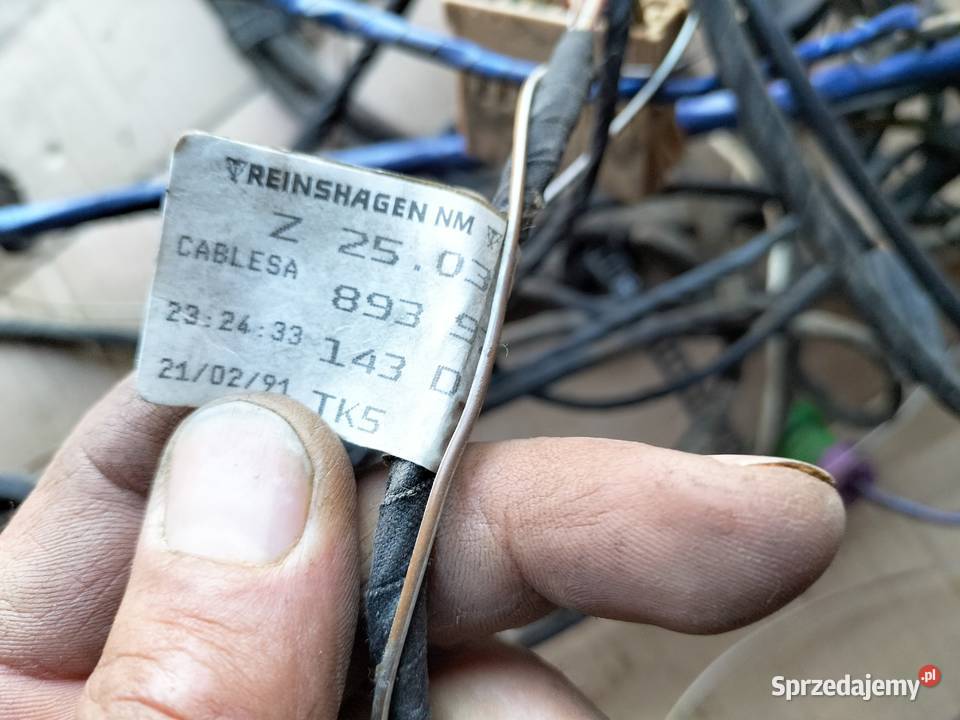 REINSHAGEN NM
Z 25.03
CABLESA
893
23:24:33
143 D
21/02/91
TK5
Sprzedajemy.pl